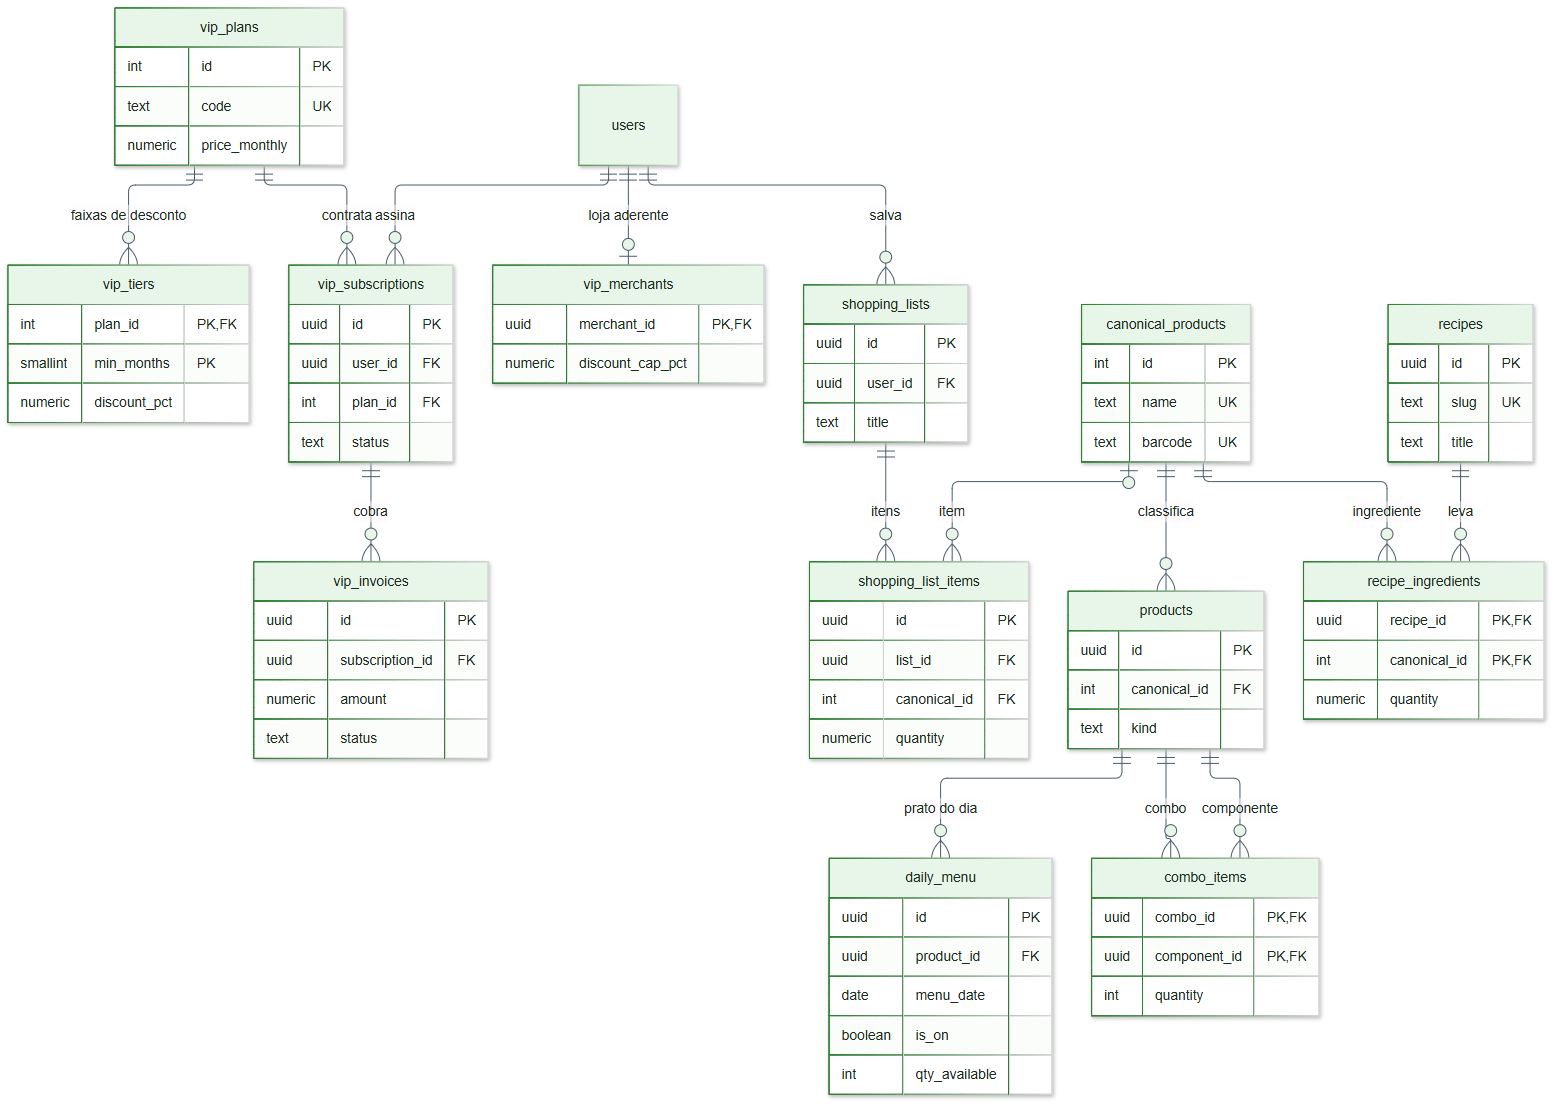 vip_plans
int id PK
text code UK
numeric price_monthly
users
faixas de desconto
contrata
assina
loja aderente
salva
vip_tiers
int plan_id PK,FK
smallint min_months PK
numeric discount_pct
vip_subscriptions
uuid id PK
uuid user_id FK
int plan_id FK
text status
vip_merchants
uuid merchant_id PK,FK
numeric discount_cap_pct
shopping_lists
uuid id PK
uuid user_id FK
text title
canonical_products
int id PK
text name UK
text barcode UK
recipes
uuid id PK
text slug UK
text title
cobra
itens
item
classifica
ingrediente
leva
vip_invoices
uuid id PK
uuid subscription_id FK
numeric amount
text status
shopping_list_items
uuid id PK
uuid list_id FK
int canonical_id FK
numeric quantity
products
uuid id PK
int canonical_id FK
text kind
recipe_ingredients
uuid recipe_id PK,FK
int canonical_id PK,FK
numeric quantity
prato do dia
combo
componente
daily_menu
uuid id PK
uuid product_id FK
date menu_date
boolean is_on
int qty_available
combo_items
uuid combo_id PK,FK
uuid component_id PK,FK
int quantity